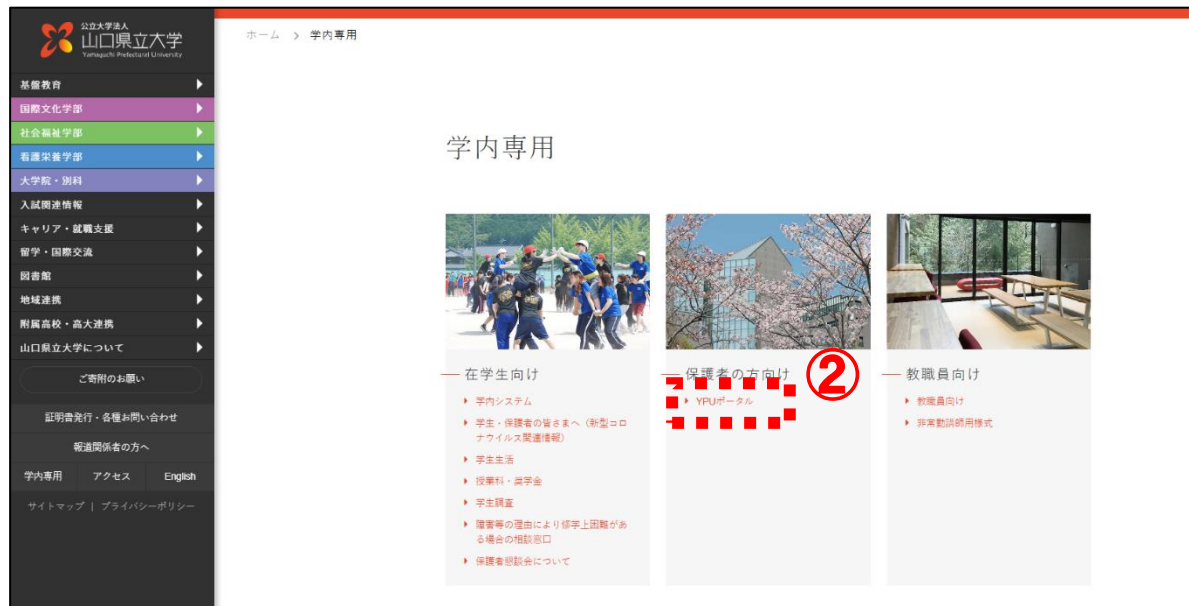 公立大学法人
山口県立大学
Yamaguchi Prefectural University
基盤教育
国際文化学部
社会福祉学部
看護栄養学部
大学院・別科
入試関連情報
キャリア・就職支援
留学・国際交流
図書館
地域連携
附属高校・高大連携
山口県立大学について
ご寄附のお願い
証明書発行・各種お問い合わせ
報道関係者の方へ
学内専用 アクセス English
サイトマップ | プライバシーポリシー
ホーム > 学内専用
学内専用
在学生向け
学内システム
学生・保護者の皆さまへ（新型コロ
ナウイルス関連情報）
学生生活
授業料・奨学金
学生調査
障害等の理由により修学上困難があ
る場合の相談窓口
保護者懇談会について
保護者の方向け
②
YPUポータル
教職員向け
教職員向け
非常勤講師用様式